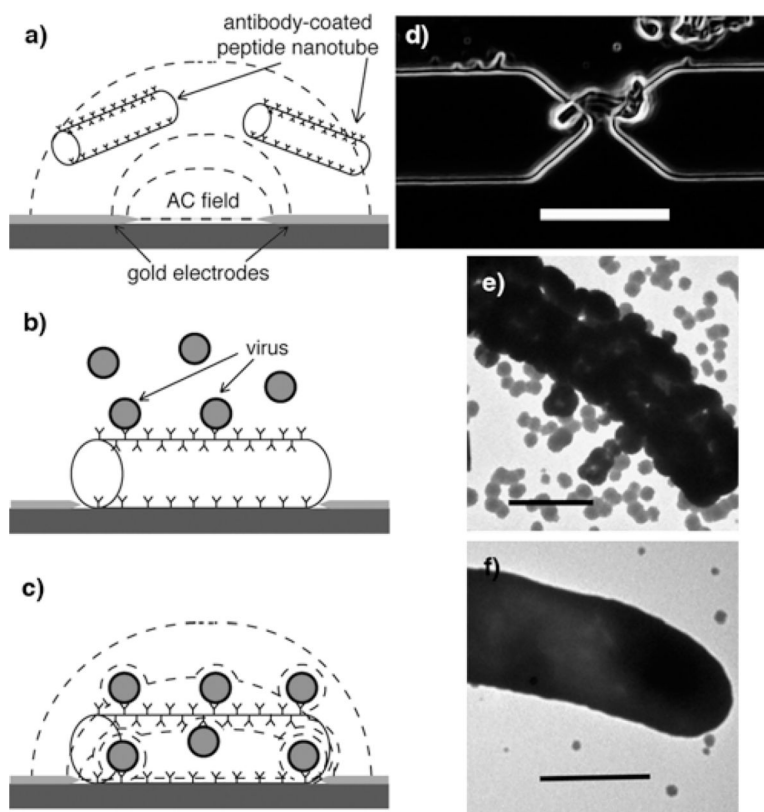 a)
antibody-coated
peptide nanotube
AC field
gold electrodes
b)
virus
c)
d)
e)
f)